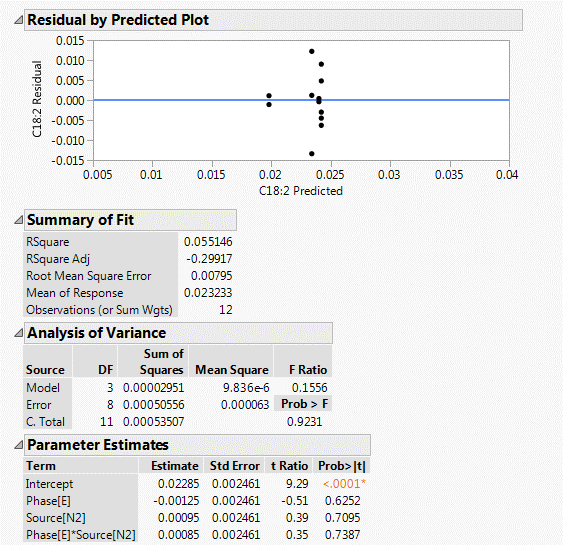 Residual by Predicted Plot
0.015
0.010
0.005
0.000
-0.005
-0.010
-0.015
C18:2 Residual
0.005 0.01 0.015 0.02 0.025 0.03 0.035 0.04
C18:2 Predicted
Summary of Fit
RSquare 0.055146
RSquare Adj -0.29917
Root Mean Square Error 0.00795
Mean of Response 0.023233
Observations (or Sum Wgts) 12
Analysis of Variance
Sum of
Source DF Squares Mean Square F Ratio
Model 3 0.00002951 9.836e-6 0.1556
Error 8 0.00050556 0.000063 Prob > F
C. Total 11 0.00053507 0.9231
Parameter Estimates
Term Estimate Std Error t Ratio Prob>|t|
Intercept 0.02285 0.002461 9.29 <.0001*
Phase[E] -0.00125 0.002461 -0.51 0.6252
Source[N2] 0.00095 0.002461 0.39 0.7095
Phase[E]*Source[N2] 0.00085 0.002461 0.35 0.7387